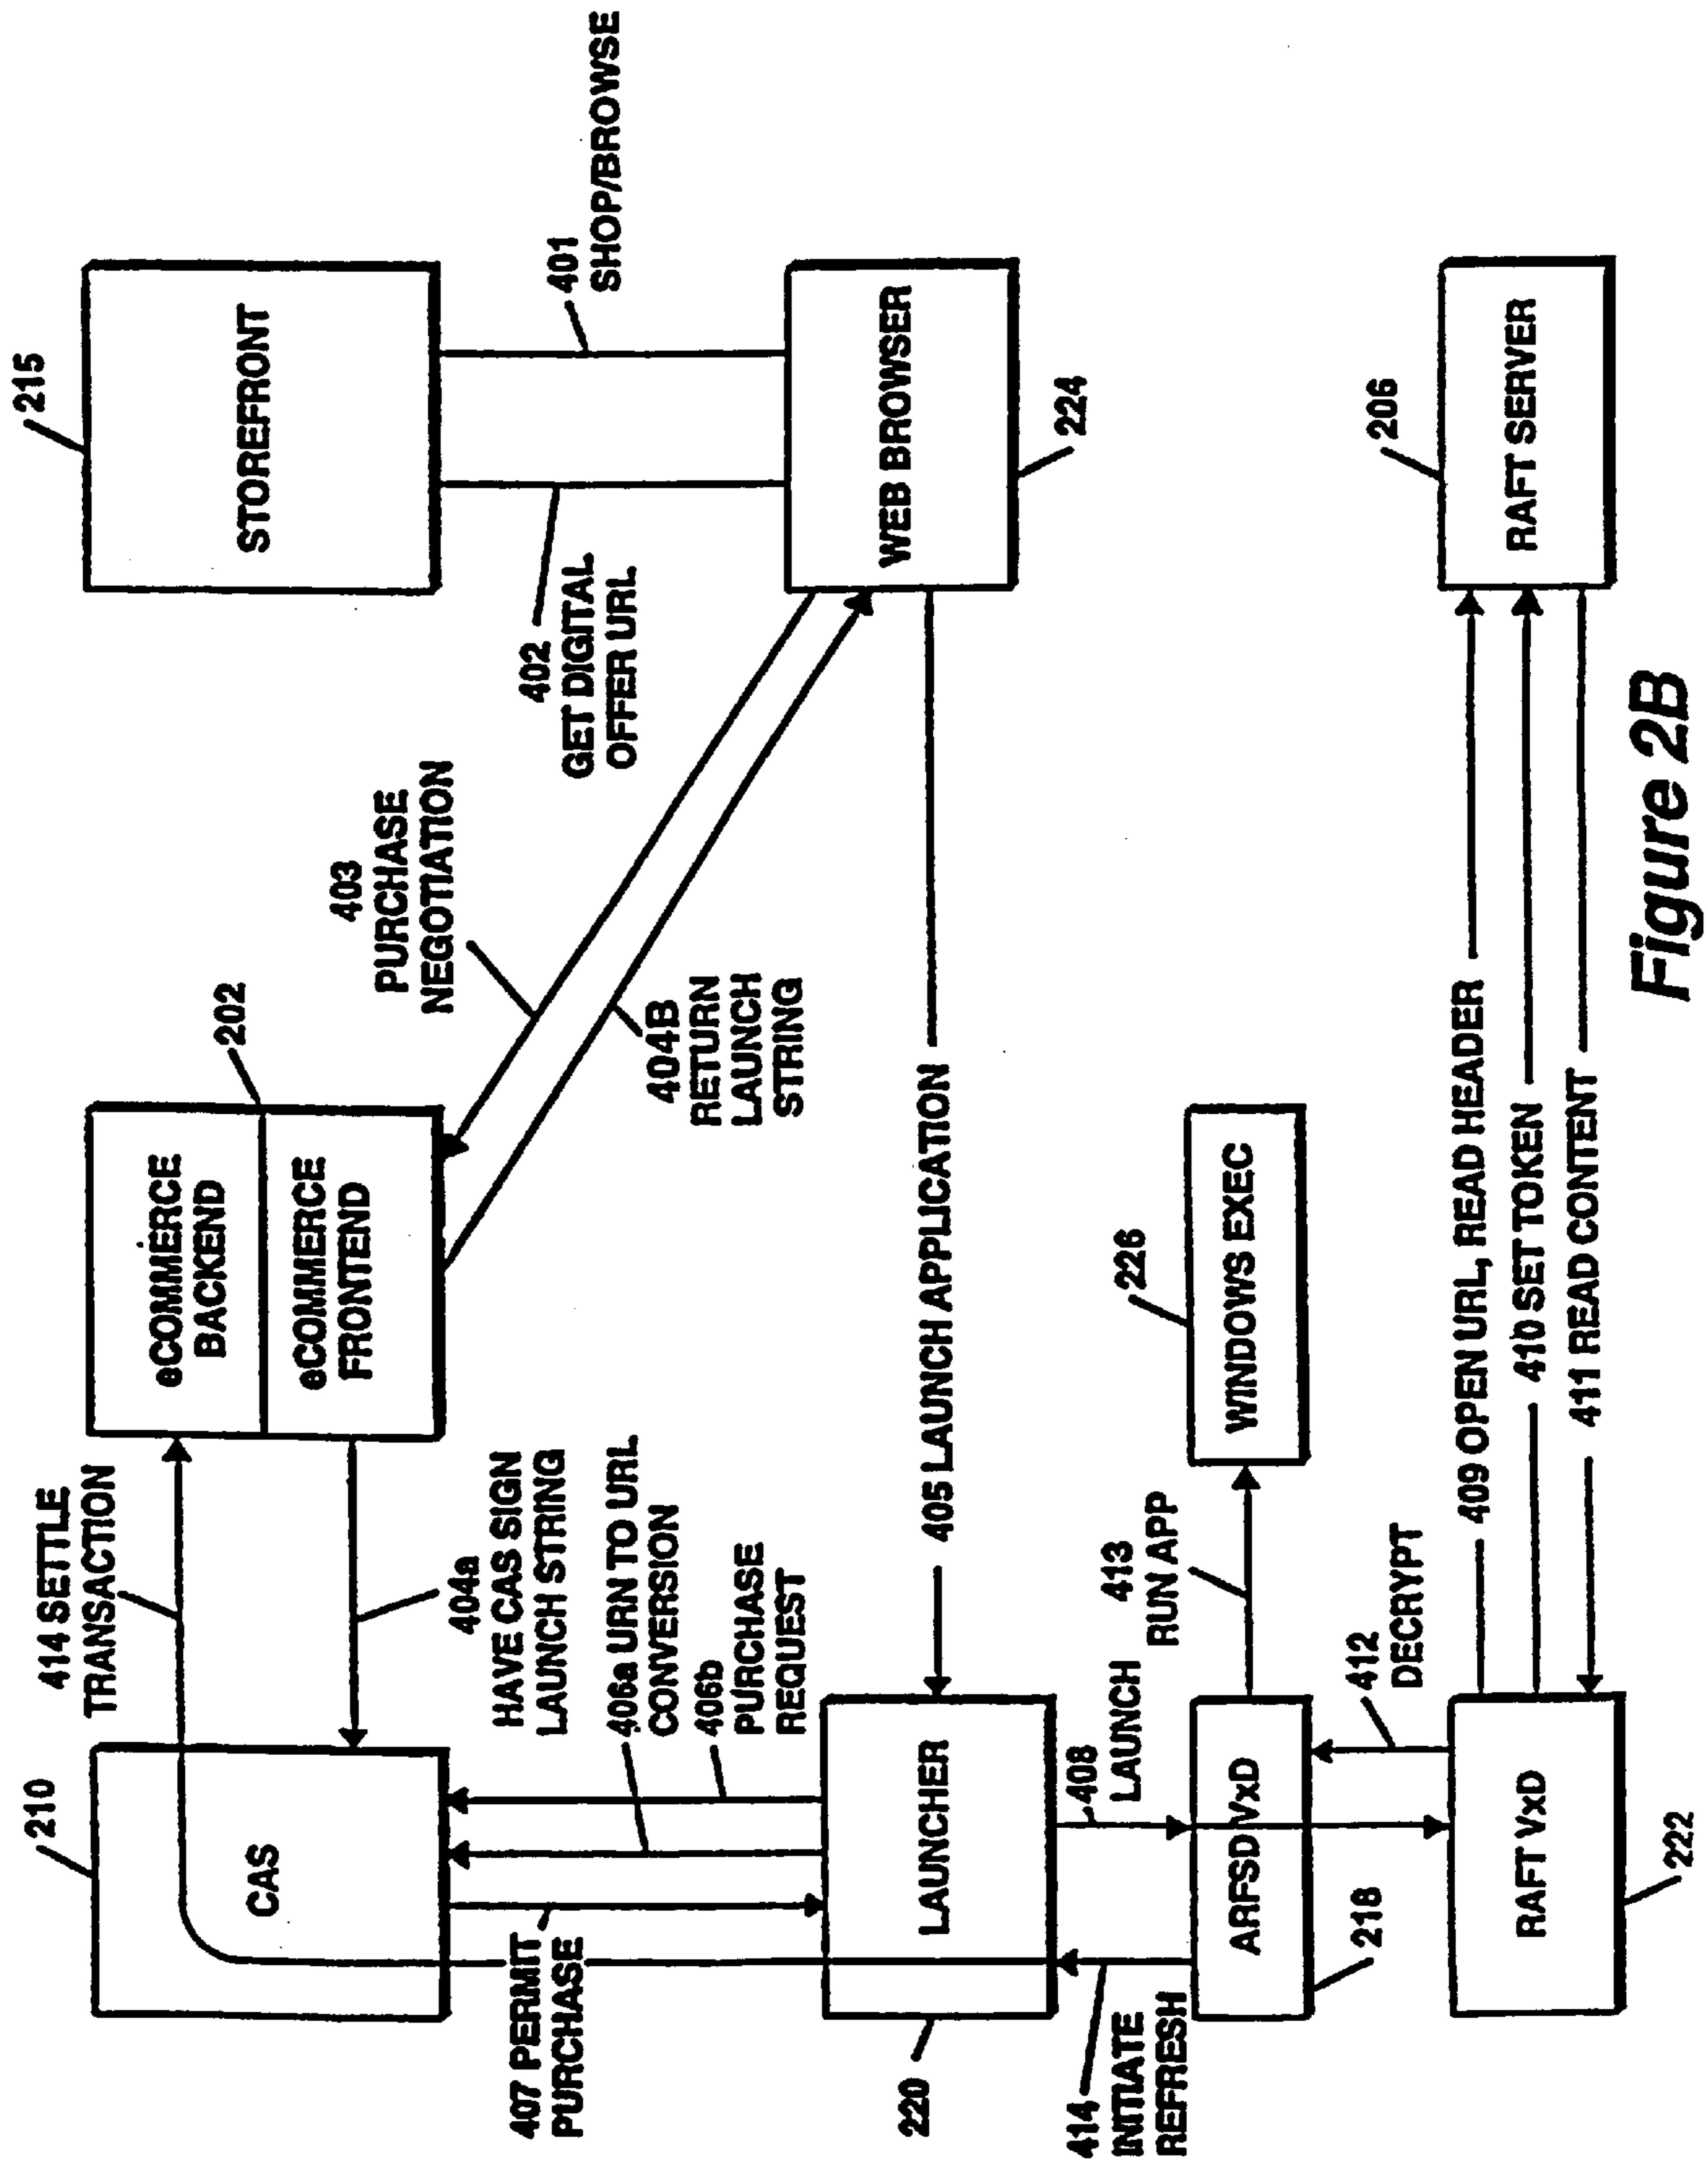 210
CAS
414 SETTLE
TRANSACTION
202
eCOMMERCE
BACKEND
eCOMMERCE
FRONTEND
215
STOREFRONT
404a
HAVE CAS SIGN
LAUNCH STRING
403
PURCHASE
NEGOTIATION
401
SHOP/BROWSE
402
GET DIGITAL
OFFER URL
407 PERMIT
PURCHASE
406a URN TO URL
CONVERSION
406b
PURCHASE
REQUEST
404B
RETURN
LAUNCH
STRING
220
LAUNCHER
405 LAUNCH APPLICATION
WEB BROWSER
224
414
INITIATE
REFRESH
408
LAUNCH
413
RUN APP
226
WINDOWS EXEC
ARFSD VxD
218
412
DECRYPT
206
RAFT VxD
222
409 OPEN URL, READ HEADER
410 SET TOKEN
411 READ CONTENT
RAFT SERVER
Figure 2B